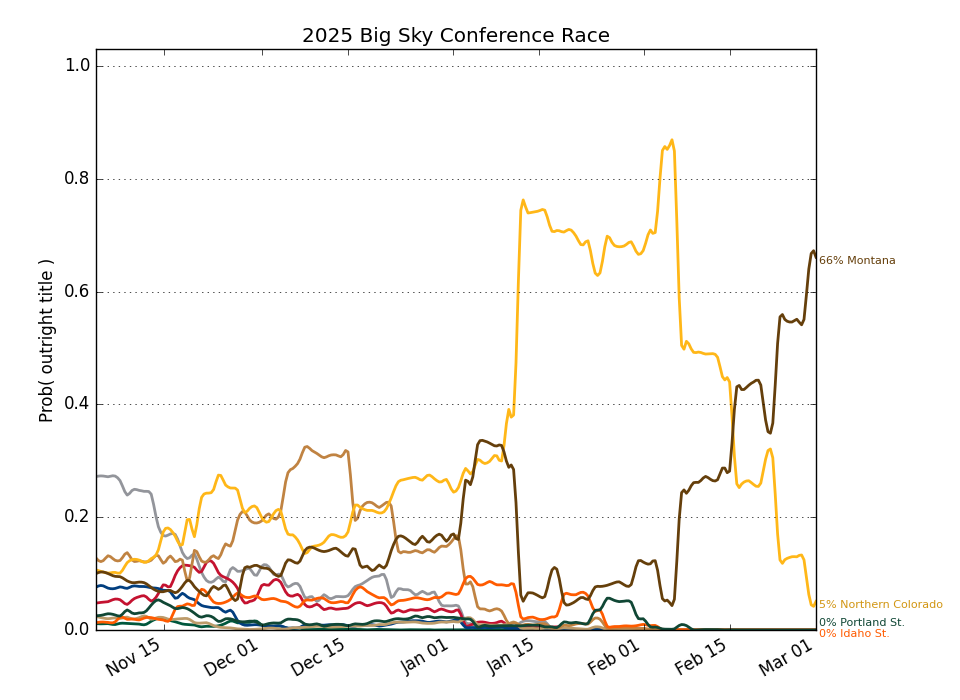 2025 Big Sky Conference Race
Prob( outright title )
1.0
0.8
0.6
0.4
0.2
0.0
Nov 15
Dec 01
Dec 15
Jan 01
Jan 15
Feb 01
Feb 15
Mar 01
66% Montana
5% Northern Colorado
0% Portland St.
0% Idaho St.